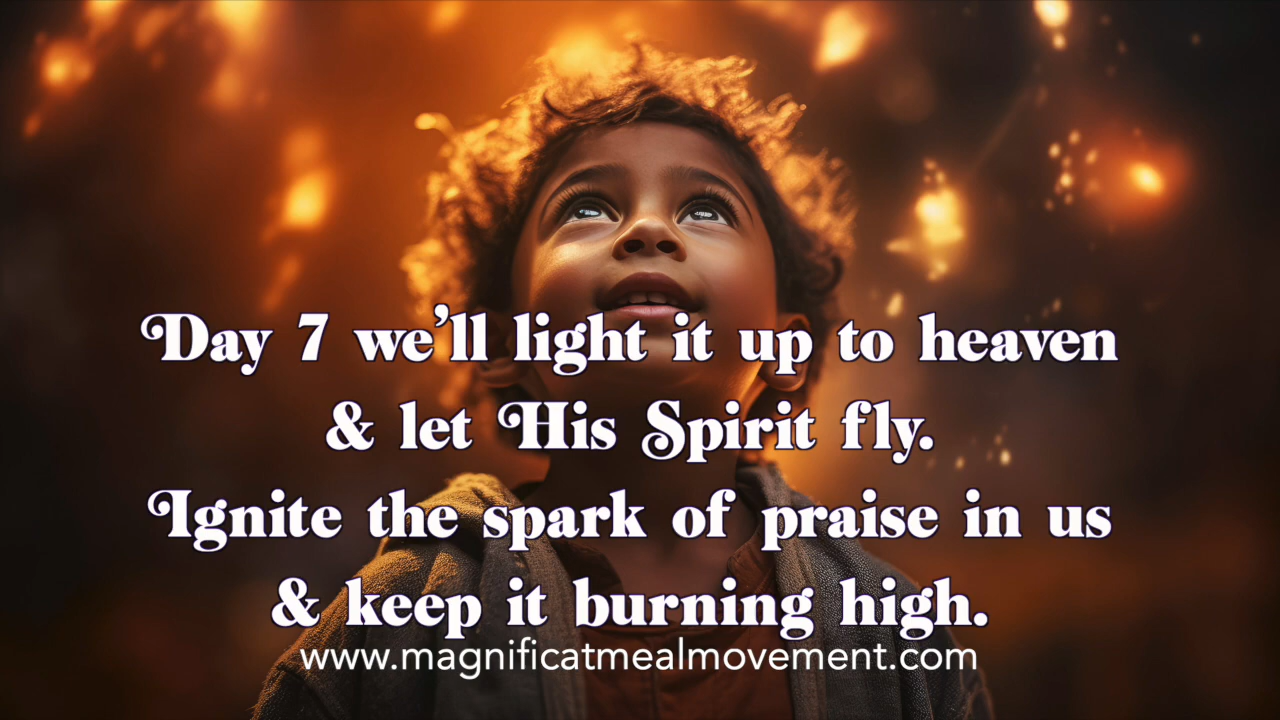 Day 7 we'll light it up to heaven
& let His Spirit fly.
Ignite the spark of praise in us
& keep it burning high.
www.magnificatmealmovement.com